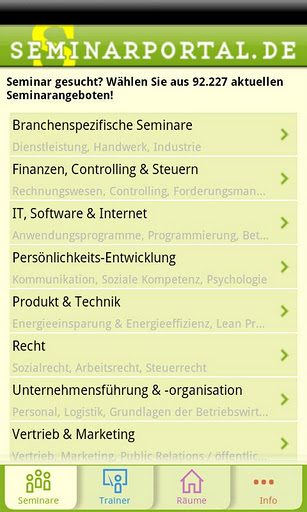 SEMINARPORTAL.DE
Seminar gesucht? Wählen Sie aus 92.227 aktuellen
Seminarangeboten!
Branchenspezifische Seminare
Dienstleistung, Handwerk, Industrie
Finanzen, Controlling & Steuern
Rechnungswesen, Controlling, Forderungsman...
IT, Software & Internet
Anwendungsprogramme, Programmierung, Bet...
Persönlichkeits-Entwicklung
Kommunikation, Soziale Kompetenz, Psychologie
Produkt & Technik
Energieeinsparung & Energieeffizienz, Lean Pr...
Recht
Sozialrecht, Arbeitsrecht, Steuerrecht
Unternehmensführung & -organisation
Personal, Logistik, Grundlagen der Betriebswirt...
Vertrieb & Marketing
Vertrieb, Marketing, Public Relations / öffentlic...
Seminare Trainer Räume Info